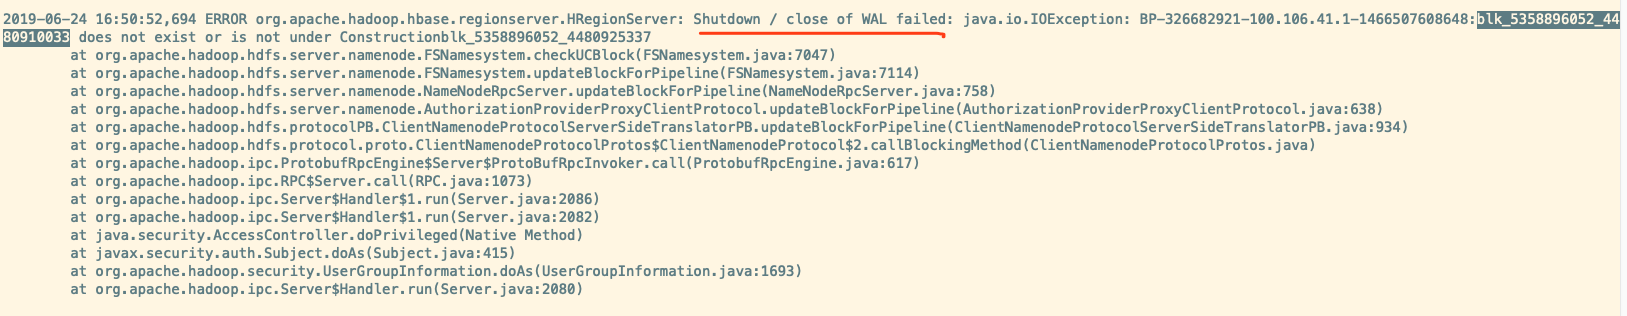 2019-06-24 16:50:52,694 ERROR org.apache.hadoop.hbase.regionserver.HRegionServer: Shutdown / close of WAL failed: java.io.IOException: BP-326682921-100.106.41.1-1466507608648:blk_5358896052_44
80910033 does not exist or is not under Constructionblk_5358896052_4480925337
at org.apache.hadoop.hdfs.server.namenode.FSNamesystem.checkUCBlock(FSNamesystem.java:7047)
at org.apache.hadoop.hdfs.server.namenode.FSNamesystem.updateBlockForPipeline(FSNamesystem.java:7114)
at org.apache.hadoop.hdfs.server.namenode.NameNodeRpcServer.updateBlockForPipeline(NameNodeRpcServer.java:758)
at org.apache.hadoop.hdfs.server.namenode.AuthorizationProviderProxyClientProtocol.updateBlockForPipeline(AuthorizationProviderProxyClientProtocol.java:638)
at org.apache.hadoop.hdfs.protocolPB.ClientNamenodeProtocolServerSideTranslatorPB.updateBlockForPipeline(ClientNamenodeProtocolServerSideTranslatorPB.java:934)
at org.apache.hadoop.hdfs.protocol.proto.ClientNamenodeProtocolProtos$ClientNamenodeProtocol$2.callBlockingMethod(ClientNamenodeProtocolProtos.java)
at org.apache.hadoop.ipc.ProtobufRpcEngine$Server$ProtoBufRpcInvoker.call(ProtobufRpcEngine.java:617)
at org.apache.hadoop.ipc.RPC$Server.call(RPC.java:1073)
at org.apache.hadoop.ipc.Server$Handler$1.run(Server.java:2086)
at org.apache.hadoop.ipc.Server$Handler$1.run(Server.java:2082)
at java.security.AccessController.doPrivileged(Native Method)
at javax.security.auth.Subject.doAs(Subject.java:415)
at org.apache.hadoop.security.UserGroupInformation.doAs(UserGroupInformation.java:1693)
at org.apache.hadoop.ipc.Server$Handler.run(Server.java:2080)